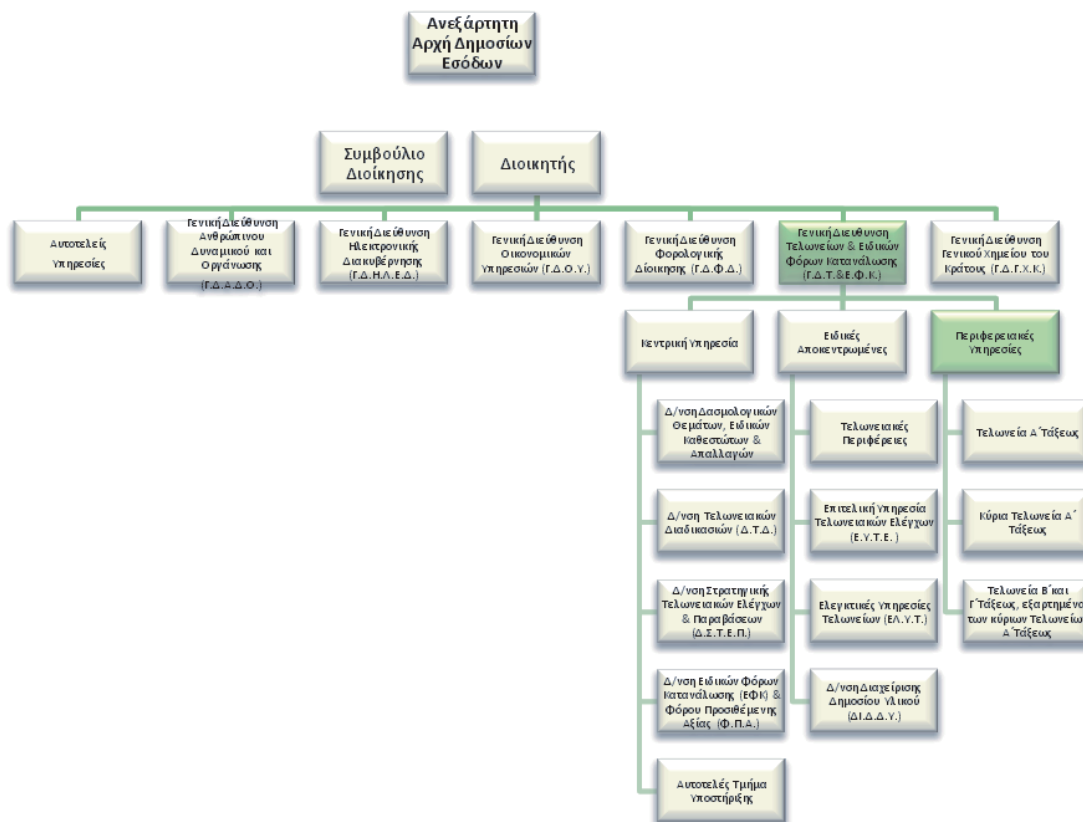 Ανεξάρτητη
Αρχή Δημοσίων
Εσόδων
Συμβούλιο
Διοίκησης
Διοικητής
Αυτοτελείς
Υπηρεσίες
Γενική Διεύθυνση
Ανθρώπινου
Δυναμικού και
Οργάνωσης
(Γ.Δ.Α.Δ.Ο.)
Γενική Διεύθυνση
Ηλεκτρονικής
Διακυβέρνησης
(Γ.Δ.Η.Λ.Ε.Δ.)
Γενική Διεύθυνση
Οικονομικών
Υπηρεσιών (Γ.Δ.Ο.Υ.)
Γενική Διεύθυνση
Φορολογικής
Δίοικησης (Γ.Δ.Φ.Δ.)
Γενική Διεύθυνση
Τελωνείων & Ειδικών
Φόρων Κατανάλωσης
(Γ.Δ.Τ.&Ε.Φ.Κ.)
Γενική Διεύθυνση
Γενικού Χημείου του
Κράτους (Γ.Δ.Γ.Χ.Κ.)
Κεντρική Υπηρεσία
Ειδικές
Αποκεντρωμένες
Περιφερειακές
Υπηρεσίες
Δ/νση Δασμολογικών
Θεμάτων, Ειδικών
Καθεστώτων &
Απαλλαγών
Δ/νση Τελωνειακών
Διαδικασιών (Δ.Τ.Δ.)
Δ/νση Στρατηγικής
Τελωνειακών Ελέγχων
& Παραβάσεων
(Δ.Σ.Τ.Ε.Π.)
Δ/νση Ειδικών Φόρων
Κατανάλωσης (ΕΦΚ) &
Φόρου Προσιθέμενης
Αξίας (Φ.Π.Α.)
Αυτοτελές Τμήμα
Υποστήριξης
Τελωνειακές
Περιφέρειες
Επιτελική Υπηρεσία
Τελωνειακών Ελέγχων
(Ε.Υ.Τ.Ε.)
Ελεγκτικές Υπηρεσίες
Τελωνείων (ΕΛ.Υ.Τ.)
Δ/νση Διαχείρισης
Δημοσίου Υλικού
(ΔΙ.Δ.Δ.Υ.)
Τελωνεία Α΄Τάξεως
Κύρια Τελωνεία Α΄
Τάξεως
Τελωνεία Β΄και
Γ΄Τάξεως, εξαρτημένα
των κύριων Τελωνείων
Α΄Τάξεως